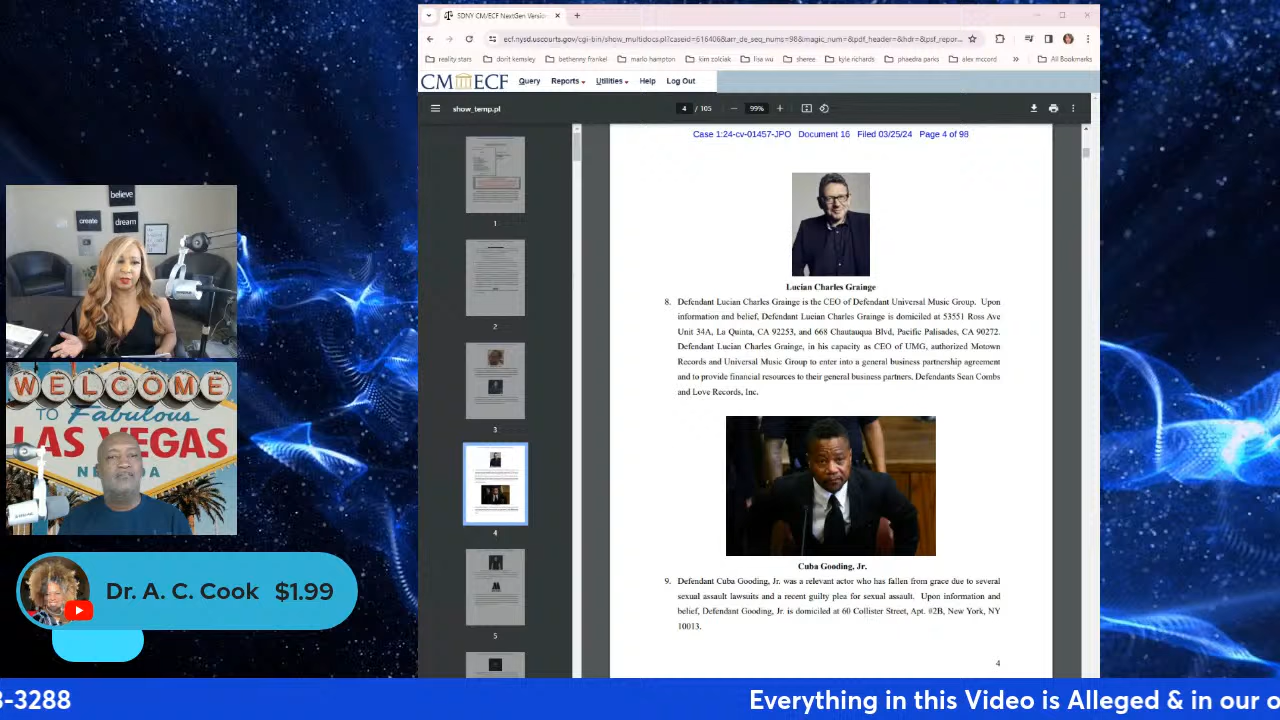 SDNY CM/ECF NextGen Versio
ecf.nysd.uscourts.gov/cgi-bin/show_multidocs.pl?caseid=616406&arr_de_seq_nums=98&magic_num=&pdf_header=&hdr=&psf_repor...
reality stars
dorit kemsley
bethenny frankel
marlo hampton
kim zolciak
lisa wu
sheree
kyle richards
phaedra parks
alex mccord
»
All Bookmarks
CM ECF Query Reports Utilities Help Log Out
show_temp.pl
4 / 105
99%
Case 1:24-cv-01457-JPO Document 16 Filed 03/25/24 Page 4 of 98
1
2
3
4
5
Lucian Charles Grainge
8. Defendant Lucian Charles Grainge is the CEO of Defendant Universal Music Group. Upon
information and belief, Defendant Lucian Charles Grainge is domiciled at 53551 Ross Ave
Unit 34A, La Quinta, CA 92253, and 668 Chautauqua Blvd, Pacific Palisades, CA 90272.
Defendant Lucian Charles Grainge, in his capacity as CEO of UMG, authorized Motown
Records and Universal Music Group to enter into a general business partnership agreement
and to provide financial resources to their general business partners, Defendants Sean Combs
and Love Records, Inc.
Cuba Gooding, Jr.
9. Defendant Cuba Gooding, Jr. was a relevant actor who has fallen from grace due to several
sexual assault lawsuits and a recent guilty plea for sexual assault. Upon information and
belief, Defendant Gooding, Jr. is domiciled at 60 Collister Street, Apt. #2B, New York, NY
10013.
4
believe
create
dream
WELCOME
TO Fabulous
LAS VEGAS
Dr. A. C. Cook $1.99
3-3288
Everything in this Video is Alleged & in our o